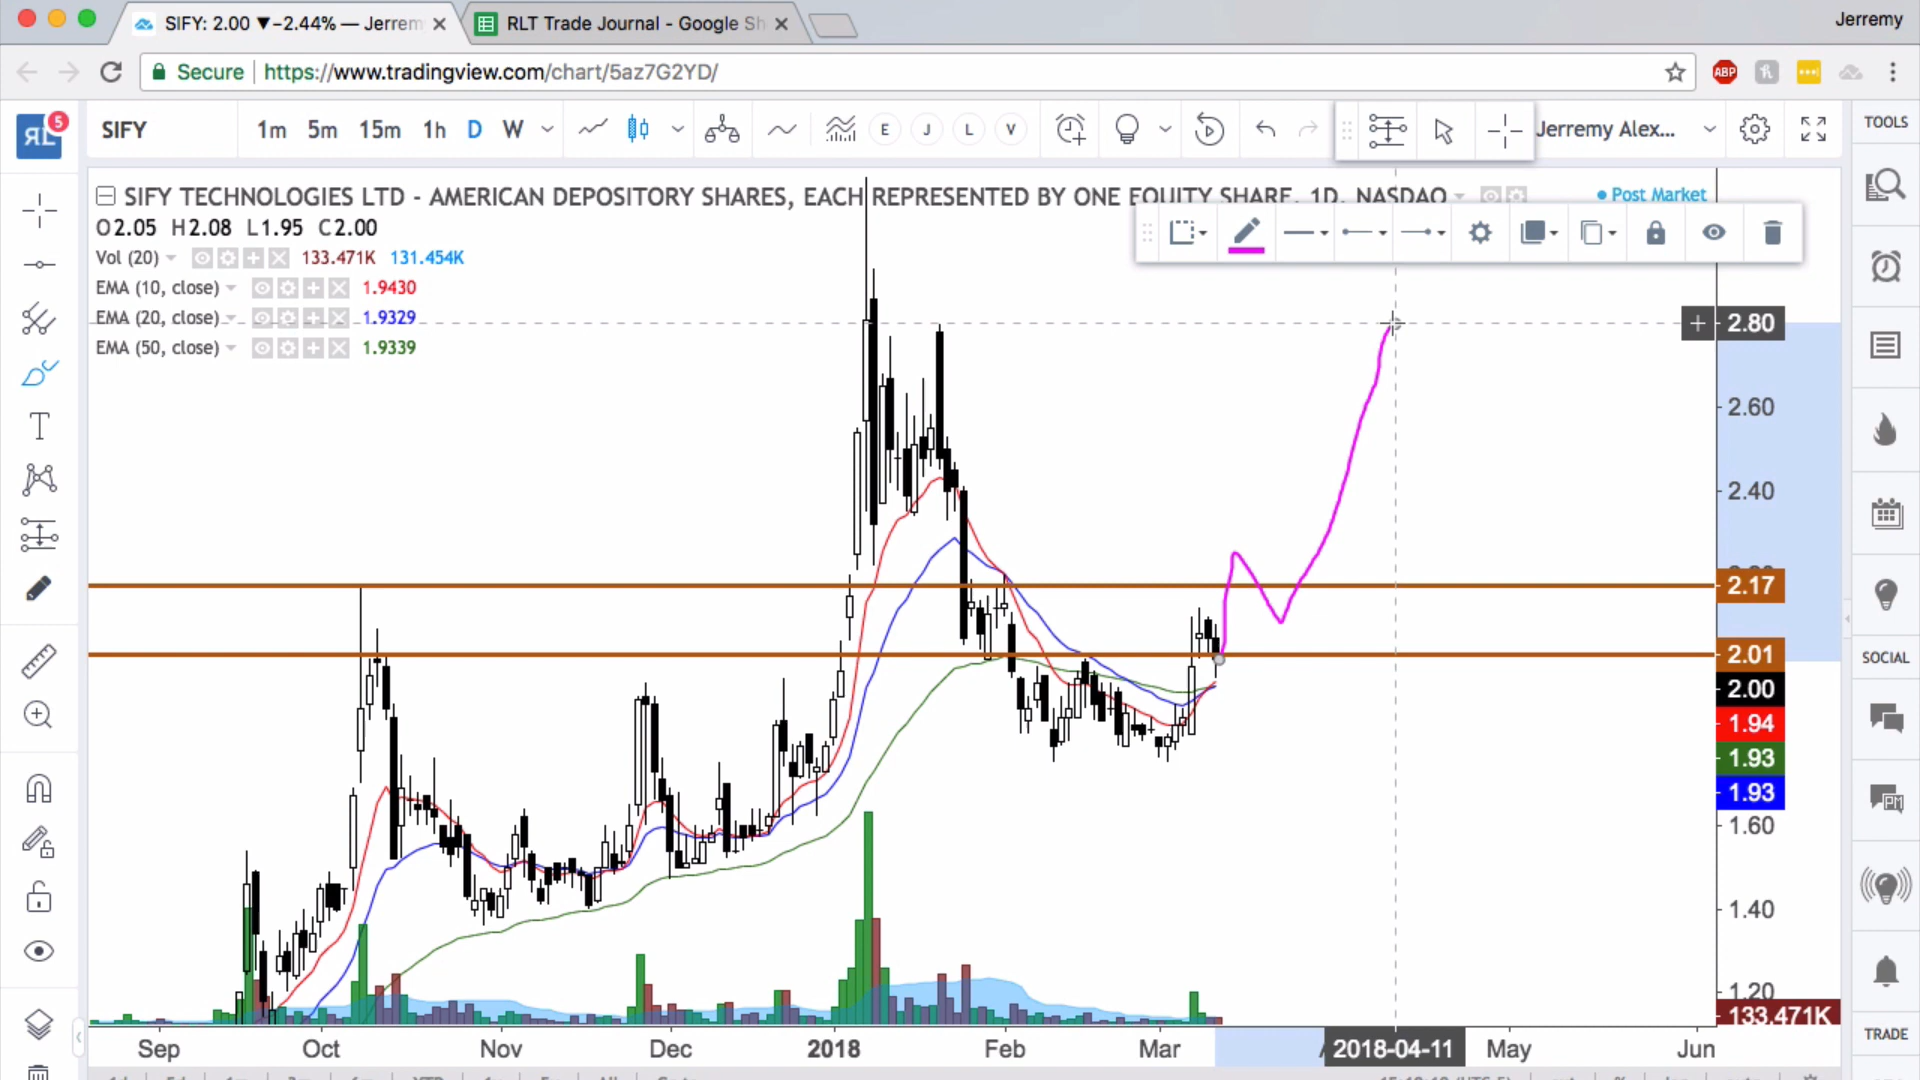 Jerremy
SIFY: 2.00 ▼−2.44% — Jerrem
RLT Trade Journal - Google Sh
Secure
https://www.tradingview.com/chart/5az7G2YD/
ABP
5
SIFY
1m 5m 15m 1h D W
E J L V
Jerremy Alex...
TOOLS
SIFY TECHNOLOGIES LTD - AMERICAN DEPOSITORY SHARES, EACH REPRESENTED BY ONE EQUITY SHARE, 1D, NASDAQ
Post Market
O2.05 H2.08 L1.95 C2.00
Vol (20) 133.471K 131.454K
EMA (10, close) 1.9430
EMA (20, close) 1.9329
EMA (50, close) 1.9339
2.80
2.60
2.40
2.17
2.01
2.00
1.94
1.93
1.93
1.60
1.40
1.20
133.471K
T
SOCIAL
PM
TRADE
Sep Oct Nov Dec 2018 Feb Mar 2018-04-11 May Jun